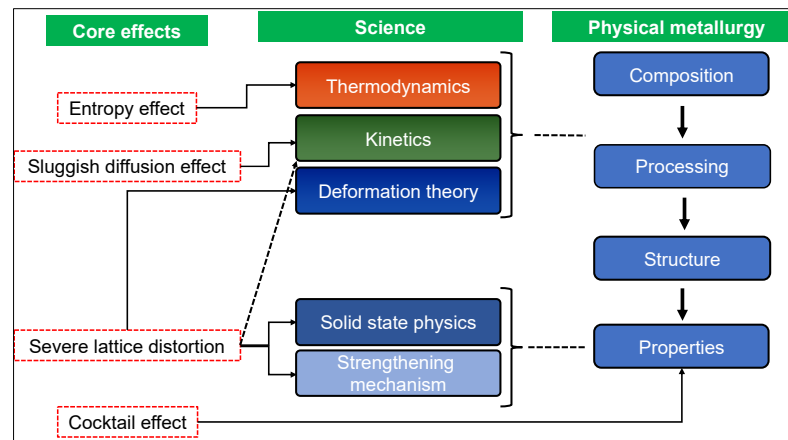 Core effects
Science
Physical metallurgy
Entropy effect
Sluggish diffusion effect
Severe lattice distortion
Cocktail effect
Thermodynamics
Kinetics
Deformation theory
Solid state physics
Strengthening
mechanism
Composition
Processing
Structure
Properties